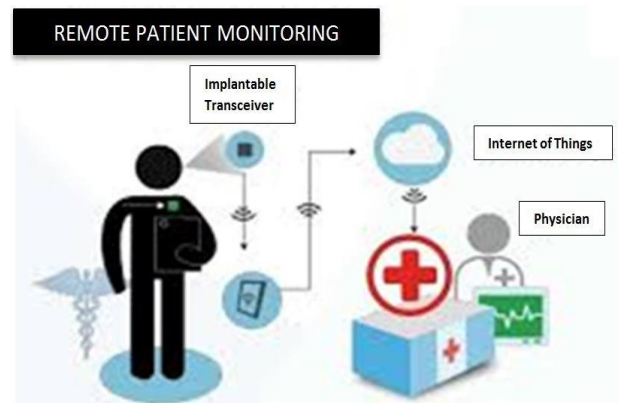 REMOTE PATIENT MONITORING
Implantable
Transceiver
Internet of Things
Physician